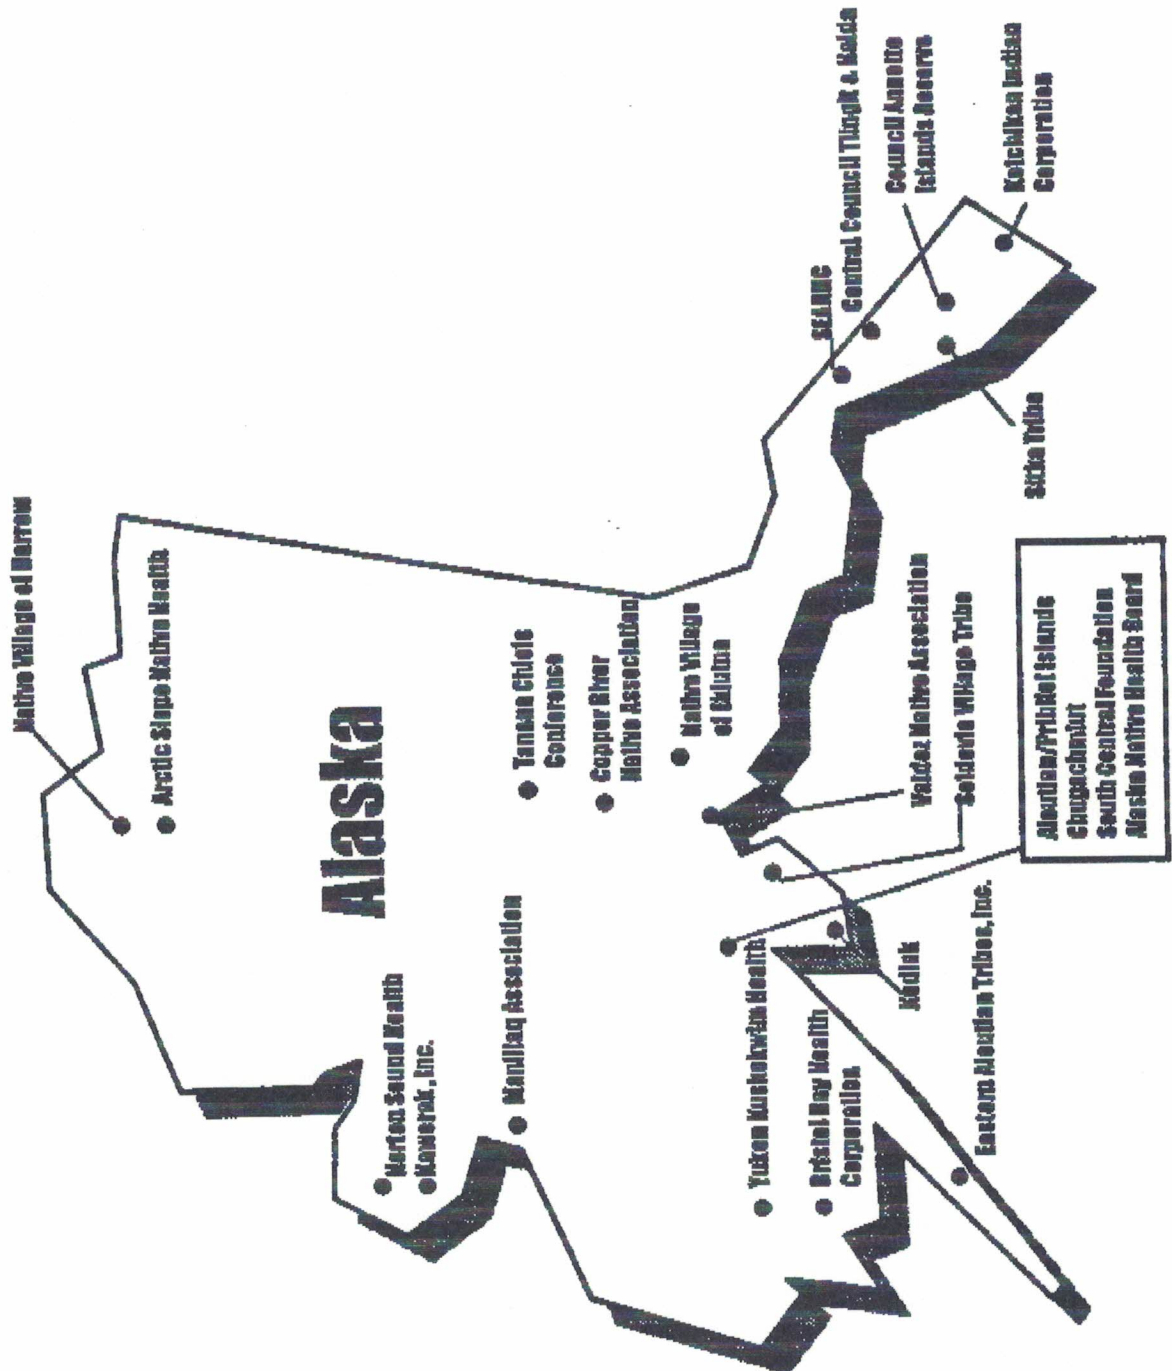 Native Village of Barrow
Arctic Slope Native Health
Alaska
Norton Sound Health
Kawerak, Inc.
Maniilaq Association
Tanana Chiefs
Conference
Copper River
Native Association
Native Village
of Eklutna
SEARHC
Central Council Tlingit & Haida
Council Annette
Islands Reserve
Ketchikan Indian
Corporation
Sitka Tribe
Yukon Kuskokwim Health
Bristol Bay Health
Corporation
Valdez Native Association
Seldovia Village Tribe
Kodiak
Eastern Aleutian Tribes, Inc.
Aleutian/Pribilof Islands
Chugachmiut
South Central Foundation
Alaska Native Health Board